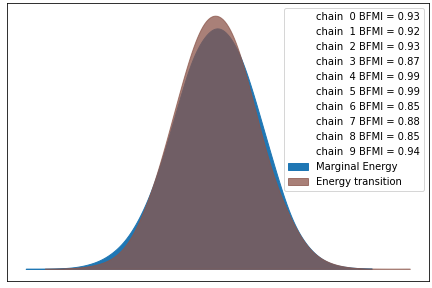 chain  0 BFMI = 0.93
chain  1 BFMI = 0.92
chain  2 BFMI = 0.93
chain  3 BFMI = 0.87
chain  4 BFMI = 0.99
chain  5 BFMI = 0.99
chain  6 BFMI = 0.85
chain  7 BFMI = 0.88
chain  8 BFMI = 0.85
chain  9 BFMI = 0.94
Marginal Energy
Energy transition